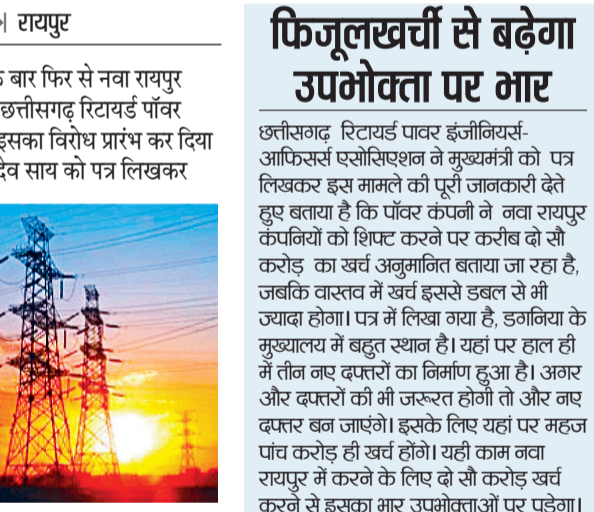 रायपुर
बार फिर से नवा रायपुर
छत्तीसगढ़ रिटायर्ड पॉवर
इसका विरोध प्रारंभ कर दिया
साय को पत्र लिखकर
फिजूलखर्ची से बढ़ेगा
उपभोक्ता पर भार
छत्तीसगढ़ रिटायर्ड पावर इंजीनियर्स-
आफिसर्स एसोसिएशन ने मुख्यमंत्री को पत्र
लिखकर इस मामले की पूरी जानकारी देते
हुए बताया है कि पॉवर कंपनी ने नवा रायपुर
कंपनियों को शिफ्ट करने पर करीब दो सौ
करोड़ का खर्च अनुमानित बताया जा रहा है,
जबकि वास्तव में खर्च इससे डबल से भी
ज्यादा होगा। पत्र में लिखा गया है, डगनिया के
मुख्यालय में बहुत स्थान है। यहां पर हाल ही
में तीन नए दफ्तरों का निर्माण हुआ है। अगर
और दफ्तरों की भी जरूरत होगी तो और नए
दफ्तर बन जाएंगे। इसके लिए यहां पर महज
पांच करोड़ ही खर्च होंगे। यही काम नवा
रायपुर में करने के लिए दो सौ करोड़ खर्च
करने से इसका भार उपभोक्ताओं पर पड़ेगा।